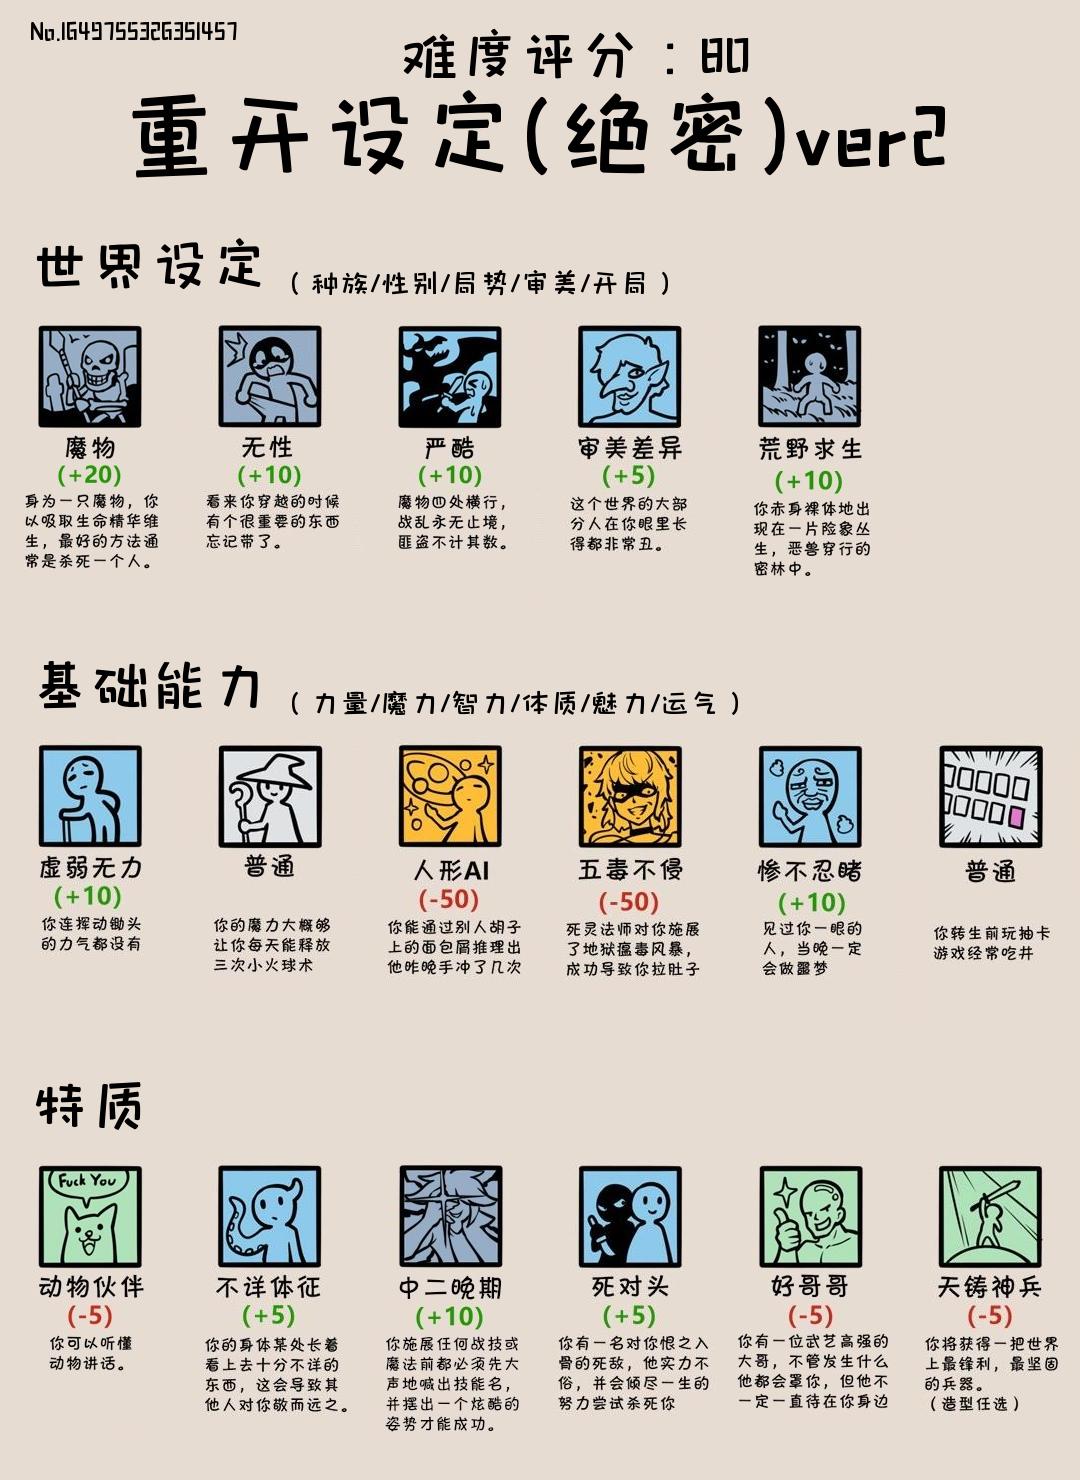 No.1649755326351457
难度评分：80
重开设定(绝密)ver2
世界设定（种族/性别/局势/审美/开局）
魔物
(+20)
身为一只魔物，你
以吸取生命精华维
生，最好的方法通
常是杀死一个人。
无性
(+10)
看来你穿越的时候
有个很重要的东西
忘记带了。
严酷
(+10)
魔物四处横行，
战乱永无止境，
匪盗不计其数。
审美差异
(+5)
这个世界的大部
分人在你眼里长
得都非常丑。
荒野求生
(+10)
你赤身裸体地出
现在一片险象丛
生，恶兽穿行的
密林中。
基础能力（力量/魔力/智力/体质/魅力/运气）
虚弱无力
(+10)
你连挥动锄头
的力气都没有
普通
你的魔力大概够
让你每天能释放
三次小火球术
人形AI
(-50)
你能通过别人胡子
上的面包屑推理出
他昨晚手冲了几次
五毒不侵
(-50)
死灵法师对你施展
了地狱瘟毒风暴，
成功导致你拉肚子
惨不忍睹
(+10)
见过你一眼的
人，当晚一定
会做噩梦
普通
你转生前玩抽卡
游戏经常吃井
特质
Fuck You
动物伙伴
(-5)
你可以听懂
动物讲话。
不详体征
(+5)
你的身体某处长着
看上去十分不详的
东西，这会导致其
他人对你敬而远之。
中二晚期
(+10)
你施展任何战技或
魔法前都必须先大
声地喊出技能名，
并摆出一个炫酷的
姿势才能成功。
死对头
(+5)
你有一名对你恨之入
骨的死敌，他实力不
俗，并会倾尽一生的
努力尝试杀死你
好哥哥
(-5)
你有一位武艺高强的
大哥，不管发生什么
他都会罩你，但他不
一定一直待在你身边
天铸神兵
(-5)
你将获得一把世界
上最锋利，最坚固
的兵器。
（造型任选）